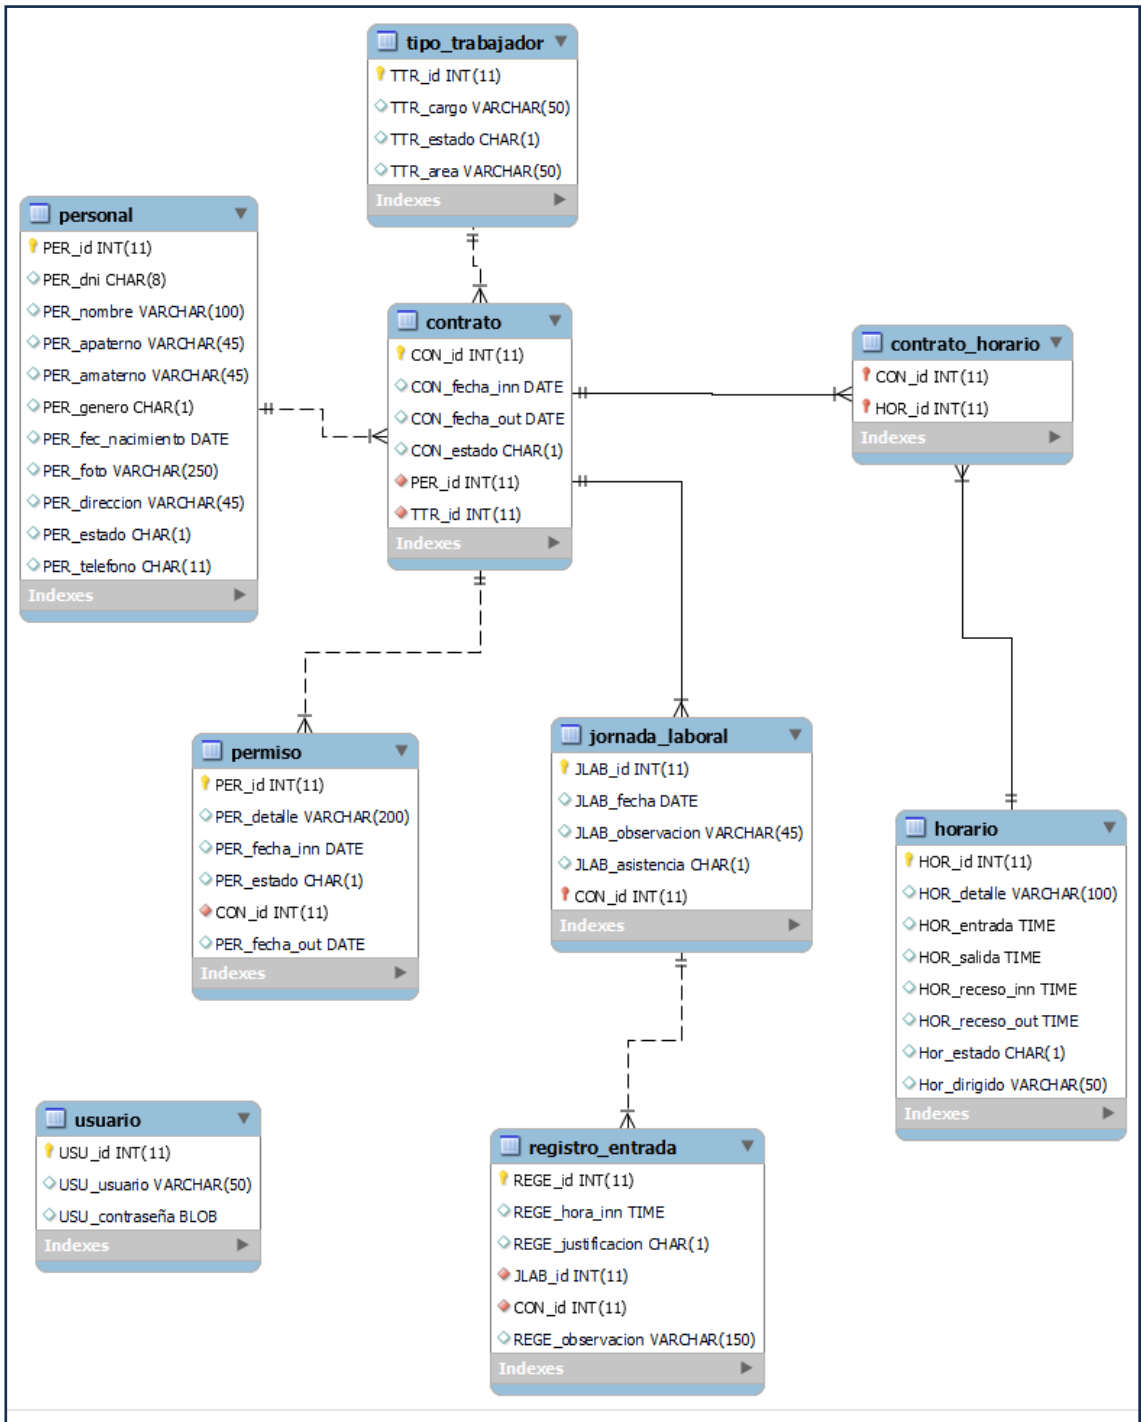 tipo_trabajador
TTR_id INT(11)
TTR_cargo VARCHAR(50)
TTR_estado CHAR(1)
TTR_area VARCHAR(50)
Indexes
personal
PER_id INT(11)
PER_dni CHAR(8)
PER_nombre VARCHAR(100)
PER_apaterno VARCHAR(45)
PER_amaterno VARCHAR(45)
PER_genero CHAR(1)
PER_fec_nacimiento DATE
PER_foto VARCHAR(250)
PER_direccion VARCHAR(45)
PER_estado CHAR(1)
PER_telefono CHAR(11)
Indexes
contrato
CON_id INT(11)
CON_fecha_inn DATE
CON_fecha_out DATE
CON_estado CHAR(1)
PER_id INT(11)
TTR_id INT(11)
Indexes
contrato_horario
CON_id INT(11)
HOR_id INT(11)
Indexes
permiso
PER_id INT(11)
PER_detalle VARCHAR(200)
PER_fecha_inn DATE
PER_estado CHAR(1)
CON_id INT(11)
PER_fecha_out DATE
Indexes
jornada_laboral
JLAB_id INT(11)
JLAB_fecha DATE
JLAB_observacion VARCHAR(45)
JLAB_asistencia CHAR(1)
CON_id INT(11)
Indexes
horario
HOR_id INT(11)
HOR_detalle VARCHAR(100)
HOR_entrada TIME
HOR_salida TIME
HOR_receso_inn TIME
HOR_receso_out TIME
Hor_estado CHAR(1)
Hor_dirigido VARCHAR(50)
Indexes
usuario
USU_id INT(11)
USU_usuario VARCHAR(50)
USU_contraseña BLOB
Indexes
registro_entrada
REGE_id INT(11)
REGE_hora_inn TIME
REGE_justificacion CHAR(1)
JLAB_id INT(11)
CON_id INT(11)
REGE_observacion VARCHAR(150)
Indexes